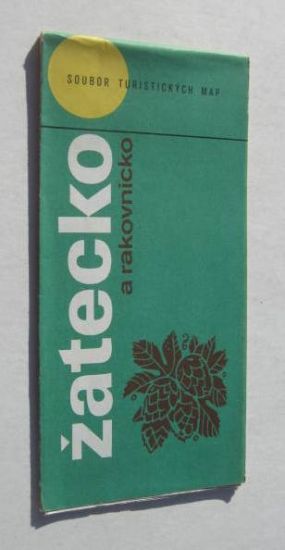 SOUBOR TURISTICKÝCH MAP
žatecko
a rakovnicko